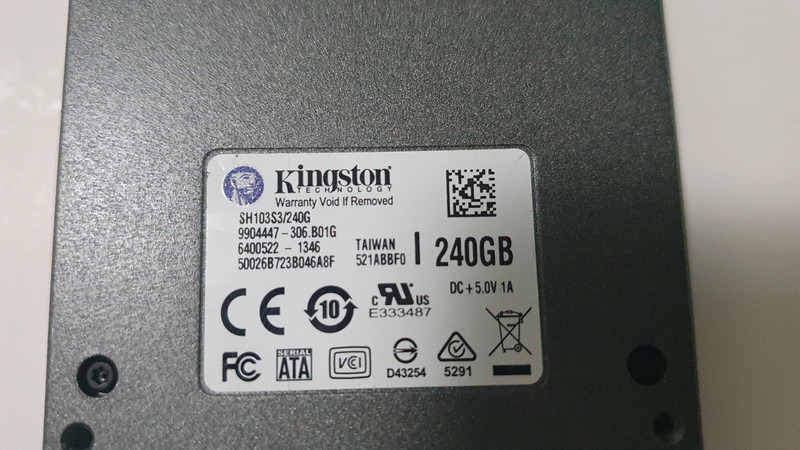 Kingston
TECHNOLOGY
Warranty Void If Removed
SH103S3/240G
9904447-306.B01G
6400522 - 1346 TAIWAN
50026B723B046A8F 521ABBF0
240GB
DC + 5.0V 1A
CE
10
c RU US
E333487
FC
SERIAL
ATA
VCI
D43254
5291